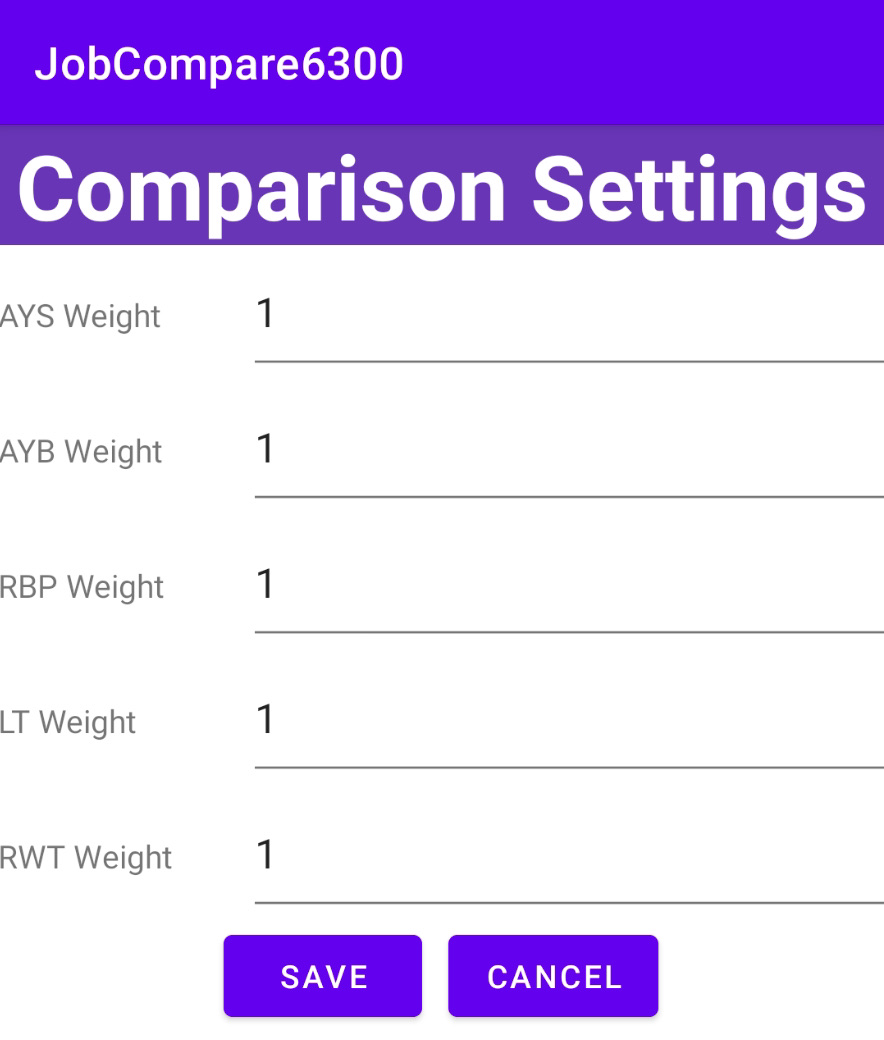 JobCompare6300
Comparison Settings
AYS Weight 1
AYB Weight 1
RBP Weight 1
LT Weight 1
RWT Weight 1
SAVE CANCEL